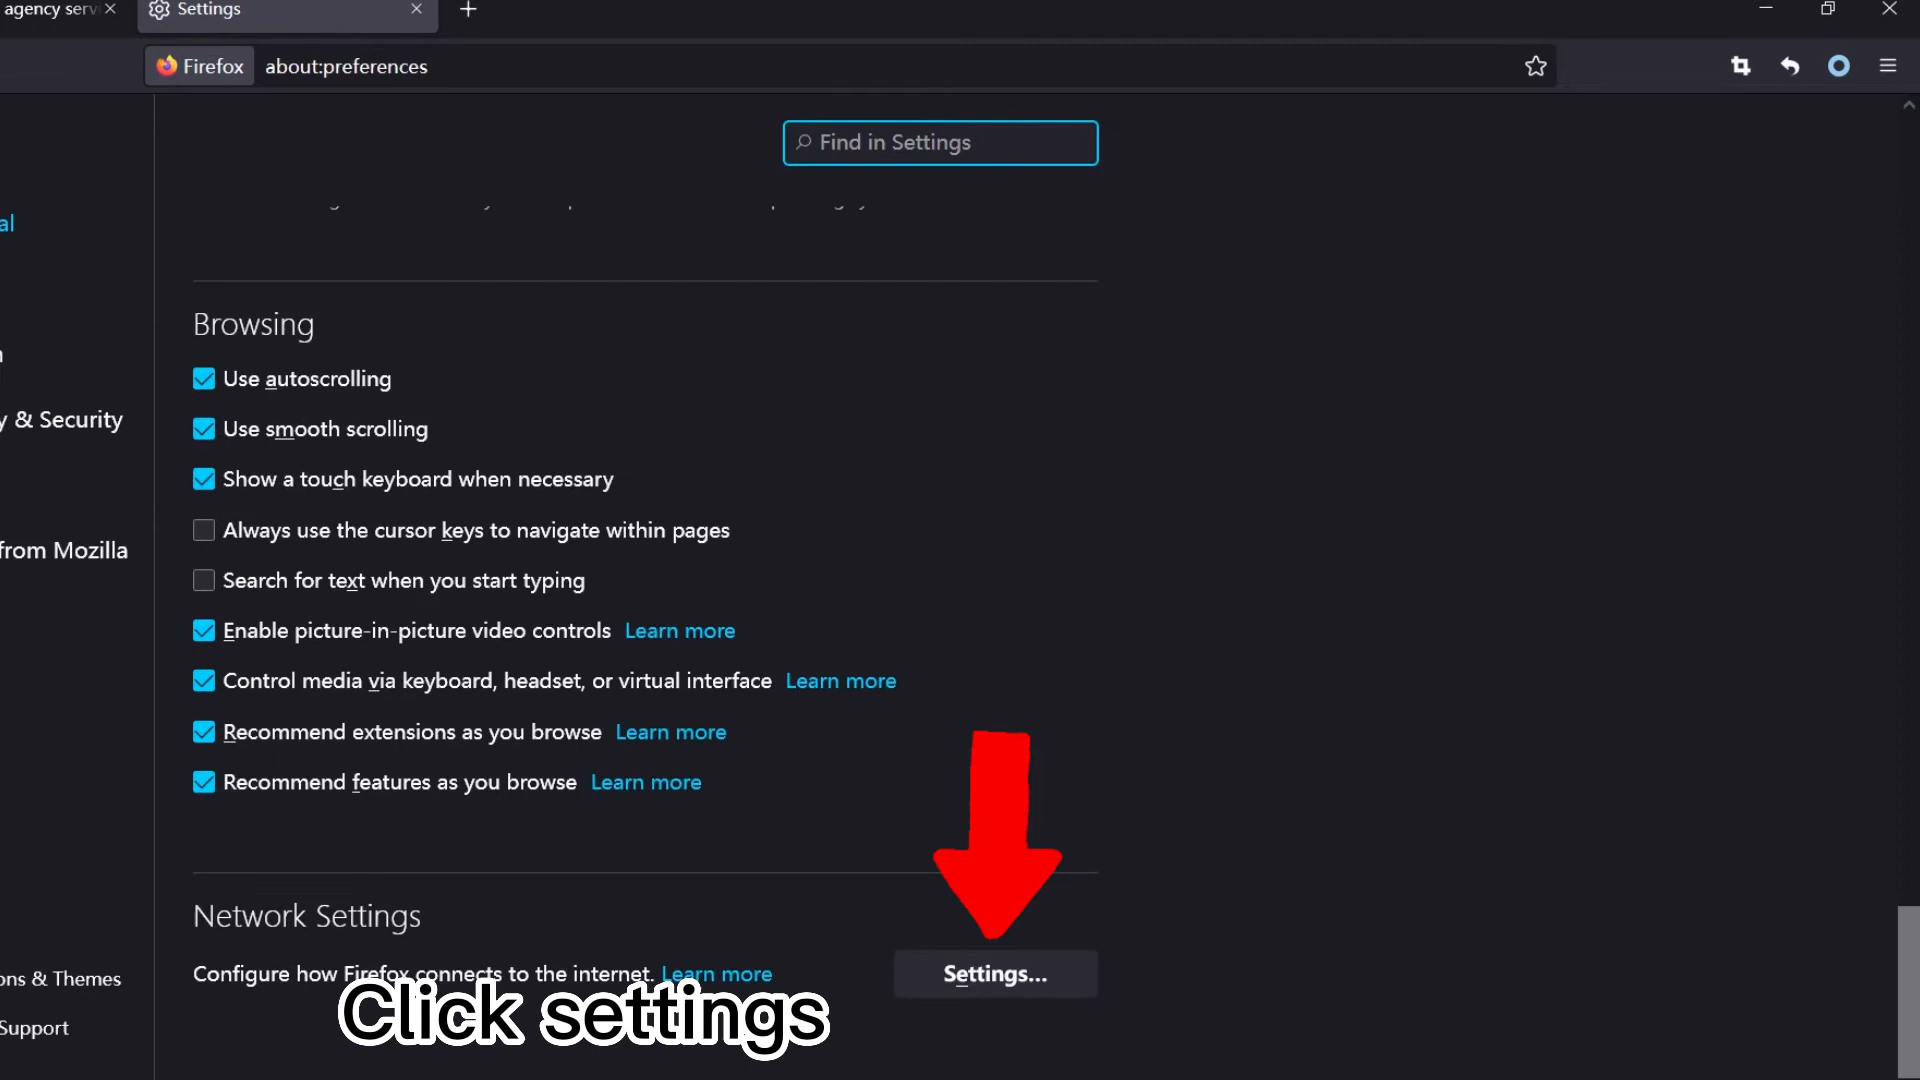 agency serv
Settings
Firefox about:preferences
Find in Settings
al
Browsing
Use autoscrolling
Use smooth scrolling
Show a touch keyboard when necessary
Always use the cursor keys to navigate within pages
Search for text when you start typing
Enable picture-in-picture video controls Learn more
Control media via keyboard, headset, or virtual interface Learn more
Recommend extensions as you browse Learn more
Recommend features as you browse Learn more
y & Security
from Mozilla
Network Settings
Configure how Firefox connects to the internet. Learn more
Settings...
ons & Themes
Support
Click settings